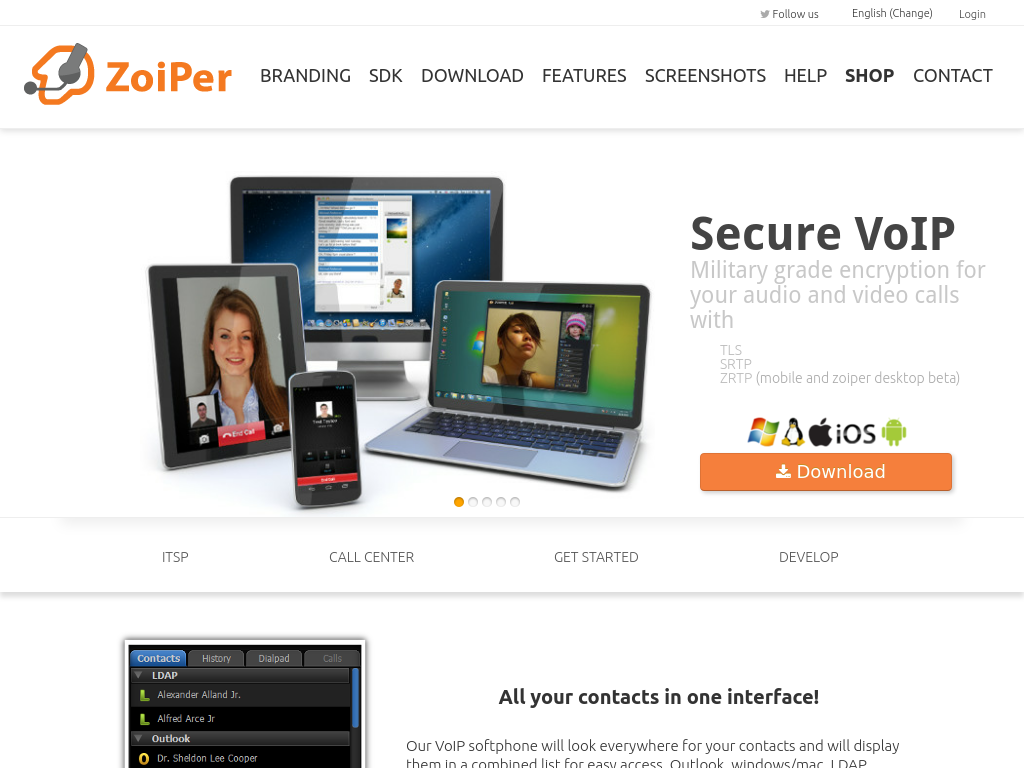 Follow us
English (Change)
Login
ZoiPer
BRANDING
SDK
DOWNLOAD
FEATURES
SCREENSHOTS
HELP
SHOP
CONTACT
Secure VoIP
Military grade encryption for
your audio and video calls
with
TLS
SRTP
ZRTP (mobile and zoiper desktop beta)
End Call
iOS
Download
ITSP
CALL CENTER
GET STARTED
DEVELOP
Contacts
History
Dialpad
Calls
LDAP
Alexander Alland Jr.
Alfred Arce Jr
Outlook
Dr. Sheldon Lee Cooper
All your contacts in one interface!
Our VoIP softphone will look everywhere for your contacts and will display
them in a combined list for easy access. Outlook, windows/mac, LDAP,